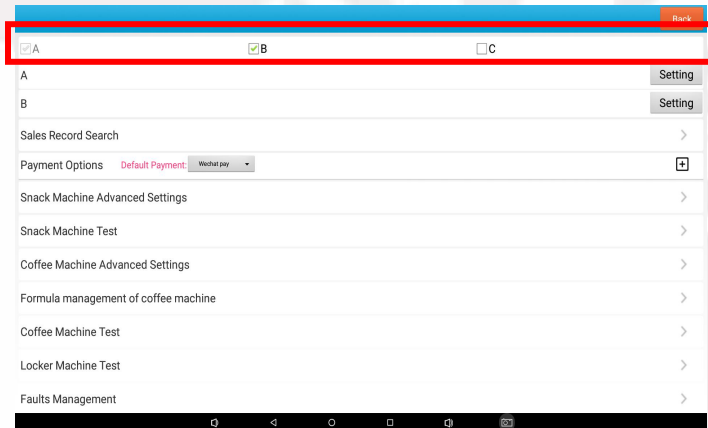 Back
A B C
A Setting
B Setting
Sales Record Search
Payment Options Default Payment: Wechat pay
Snack Machine Advanced Settings
Snack Machine Test
Coffee Machine Advanced Settings
Formula management of coffee machine
Coffee Machine Test
Locker Machine Test
Faults Management